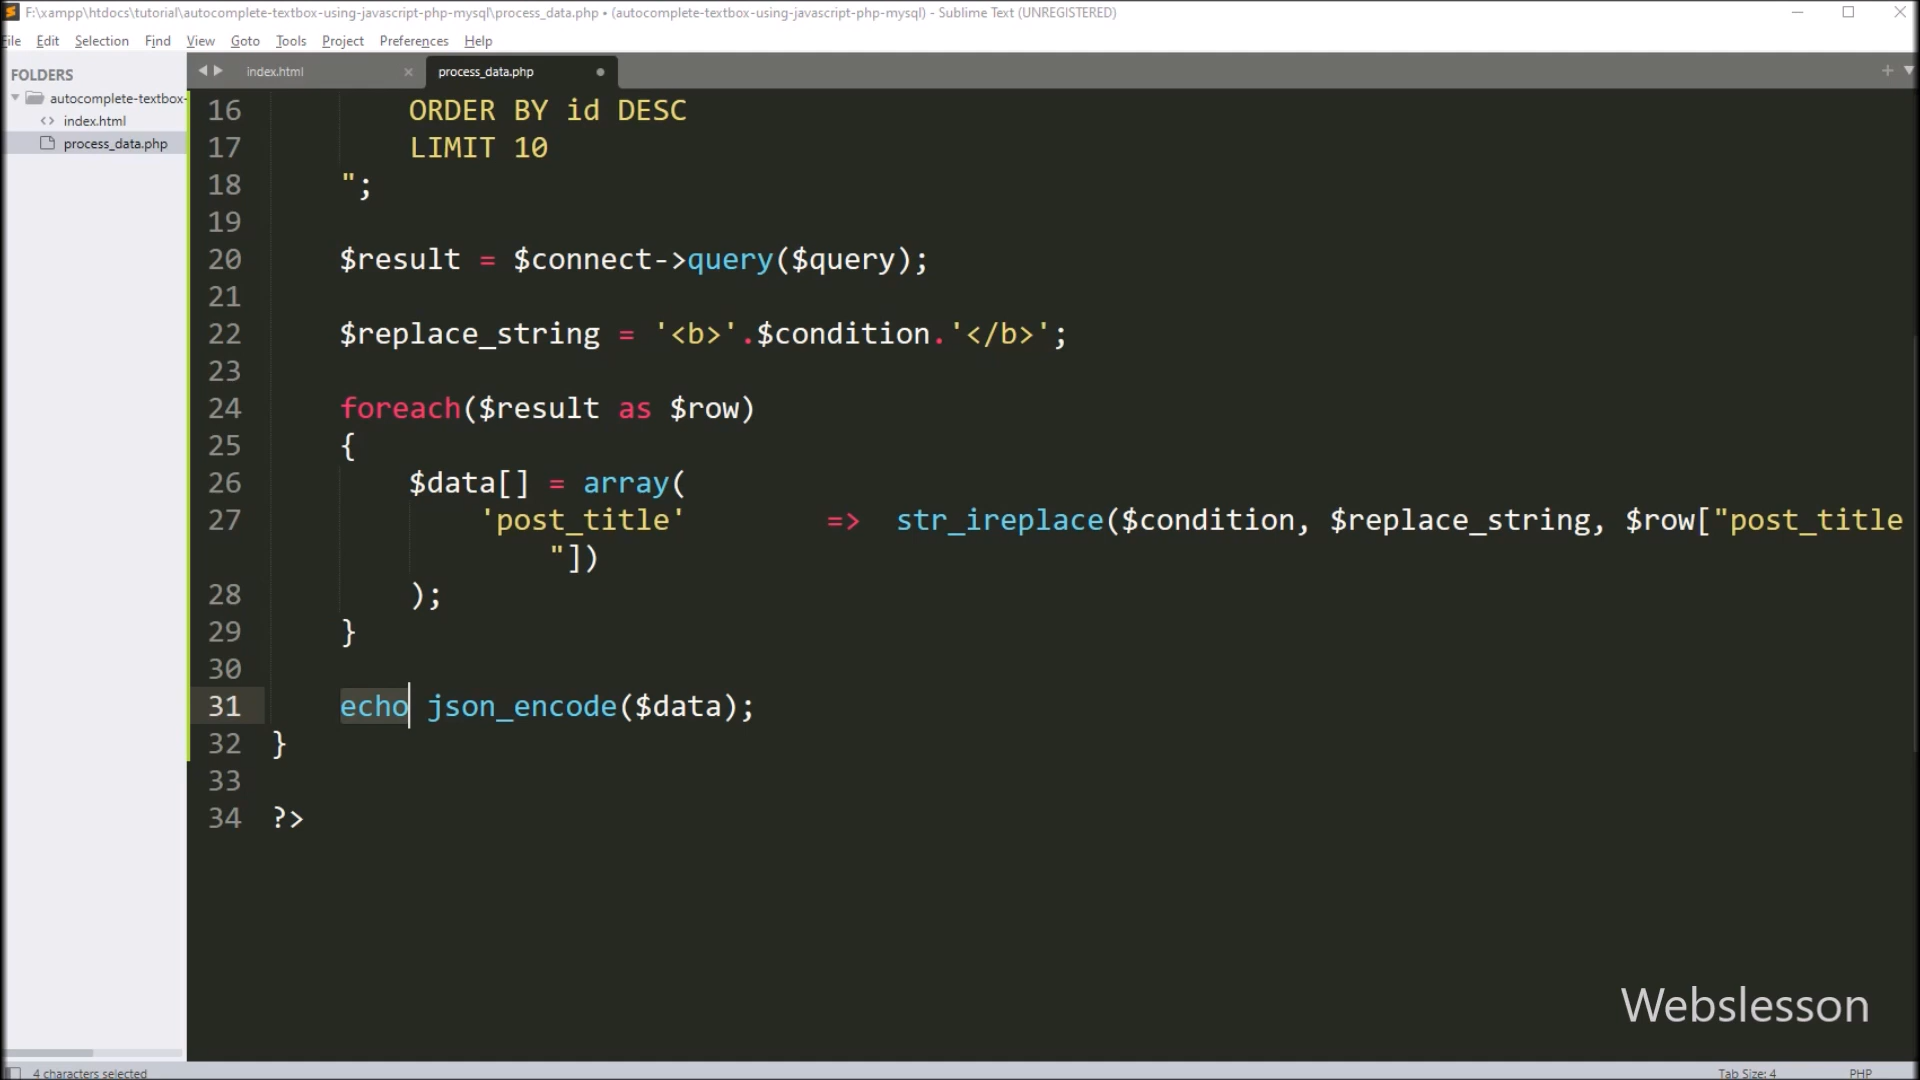 F:\xampp\htdocs\tutorial\autocomplete-textbox-using-javascript-php-mysql\process_data.php • (autocomplete-textbox-using-javascript-php-mysql) - Sublime Text (UNREGISTERED)
File Edit Selection Find View Goto Tools Project Preferences Help
FOLDERS
autocomplete-textbox-
index.html
process_data.php
index.html
process_data.php
16 ORDER BY id DESC
17 LIMIT 10
18 ";
19
20 $result = $connect->query($query);
21
22 $replace_string = '<b>'.$condition.'</b>';
23
24 foreach($result as $row)
25 {
26 $data[] = array(
27 'post_title' => str_ireplace($condition, $replace_string, $row["post_title
"])
28 );
29 }
30
31 echo json_encode($data);
32 }
33
34 ?>
Webslesson
4 characters selected Tab Size: 4 PHP